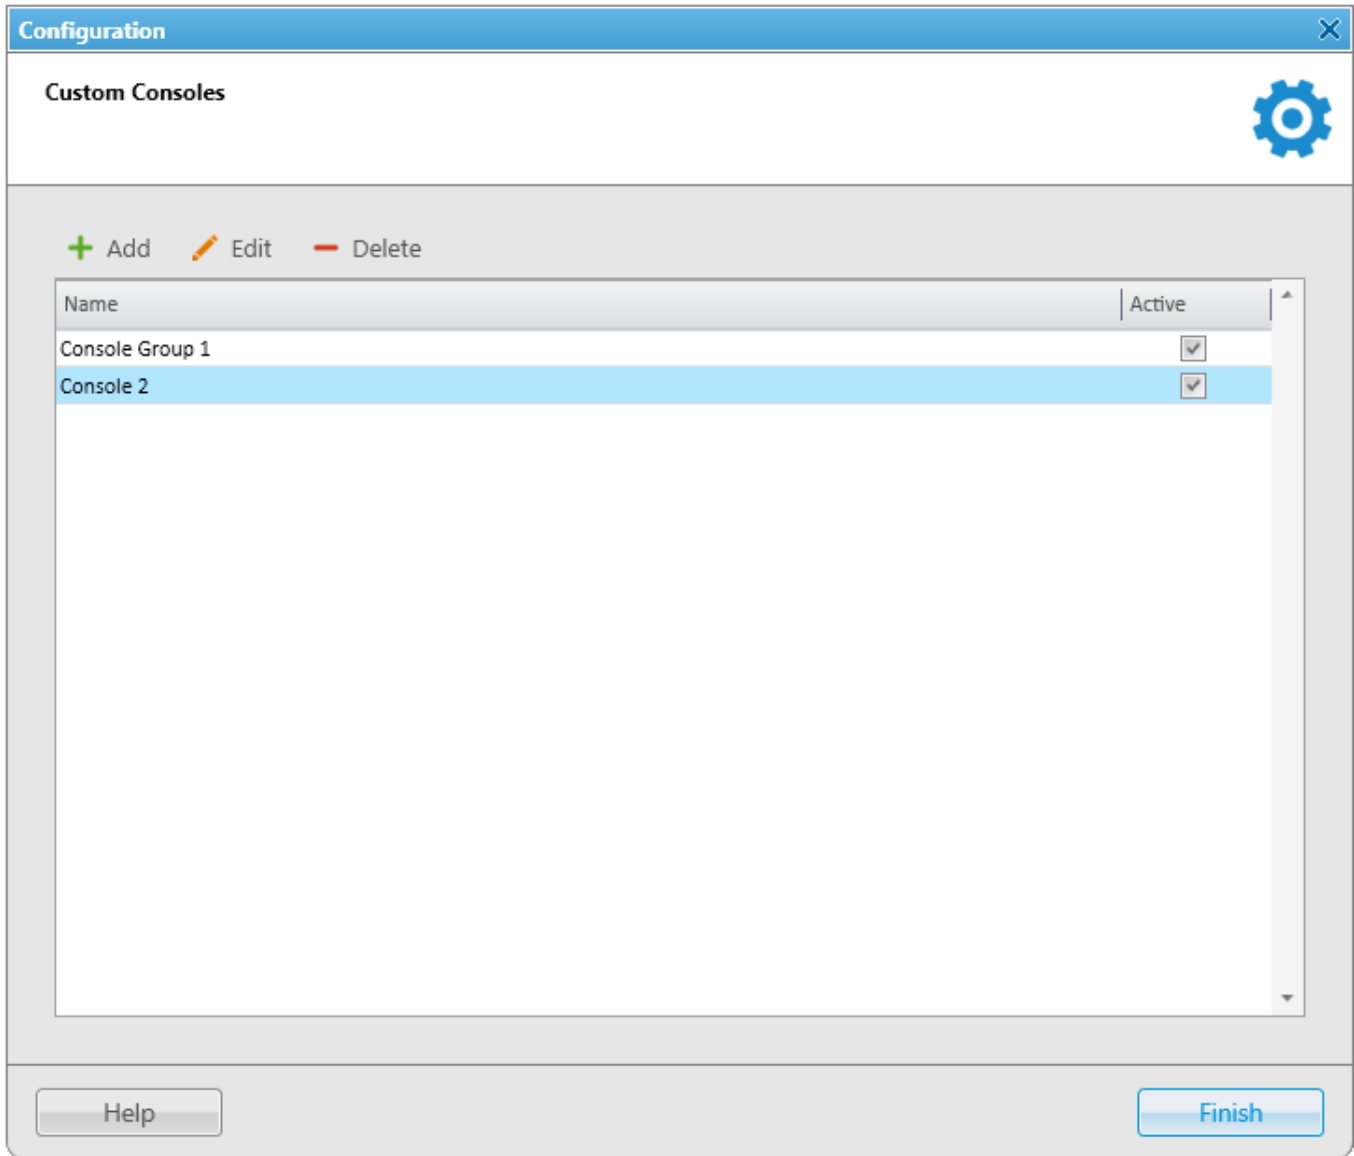 Configuration
Custom Consoles
Add Edit Delete
Name Active
Console Group 1
Console 2
Help Finish